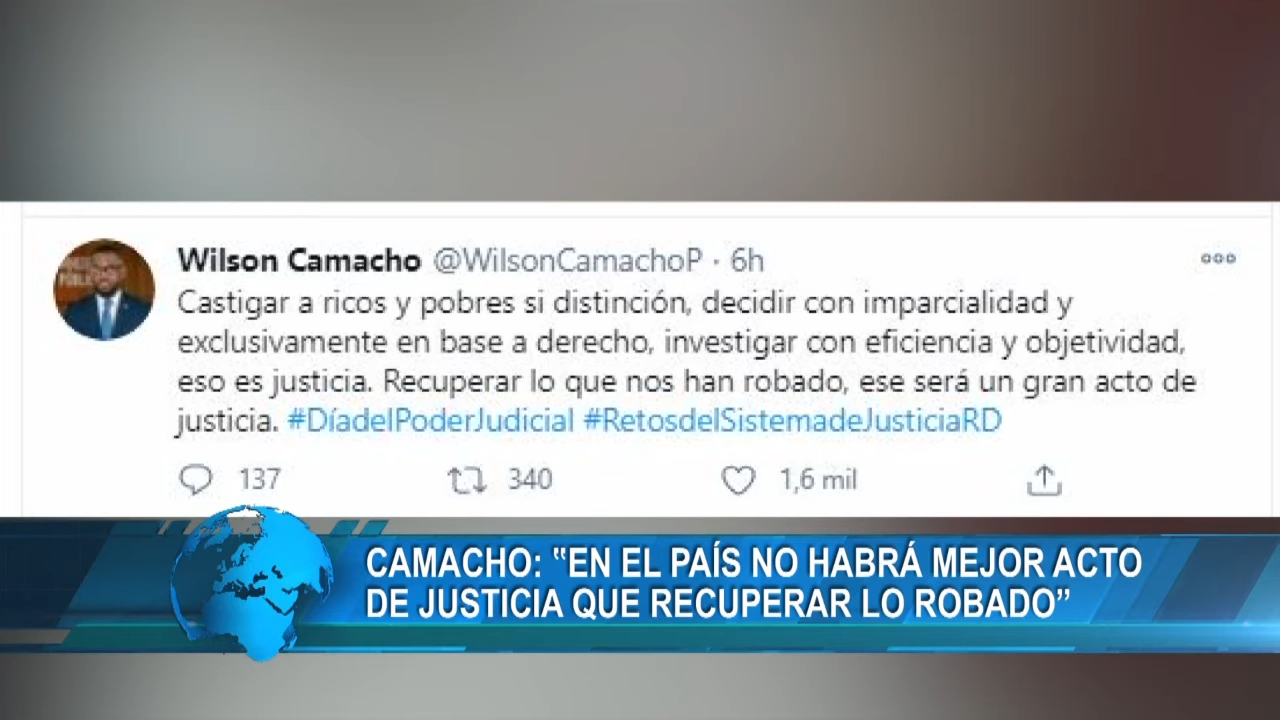 Wilson Camacho @WilsonCamachoP · 6h
Castigar a ricos y pobres si distinción, decidir con imparcialidad y
exclusivamente en base a derecho, investigar con eficiencia y objetividad,
eso es justicia. Recuperar lo que nos han robado, ese será un gran acto de
justicia. #DíadelPoderJudicial #RetosdelSistemadeJusticiaRD
137 340 1,6 mil
CAMACHO: “EN EL PAÍS NO HABRÁ MEJOR ACTO
DE JUSTICIA QUE RECUPERAR LO ROBADO”